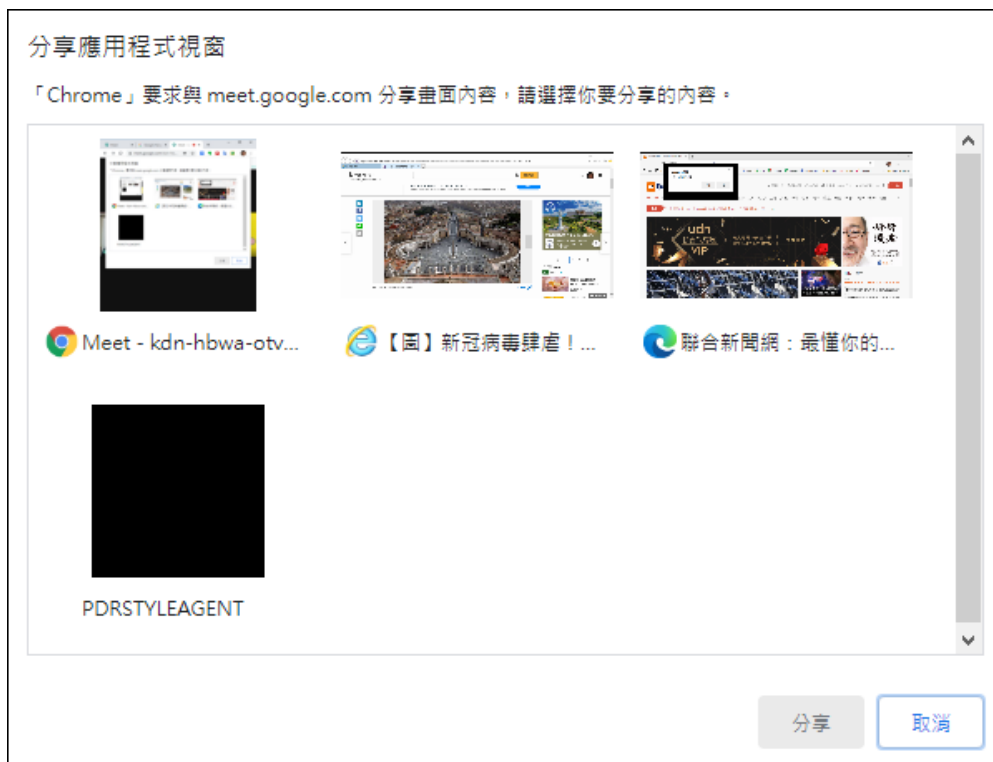 分享應用程式視窗
「Chrome」要求與 meet.google.com 分享畫面內容，請選擇你要分享的內容。
udn
VIP
Meet - kdn-hbwa-otv...
【圖】新冠病毒肆虐！...
聯合新聞網：最懂你的...
PDRSTYLEAGENT
分享
取消